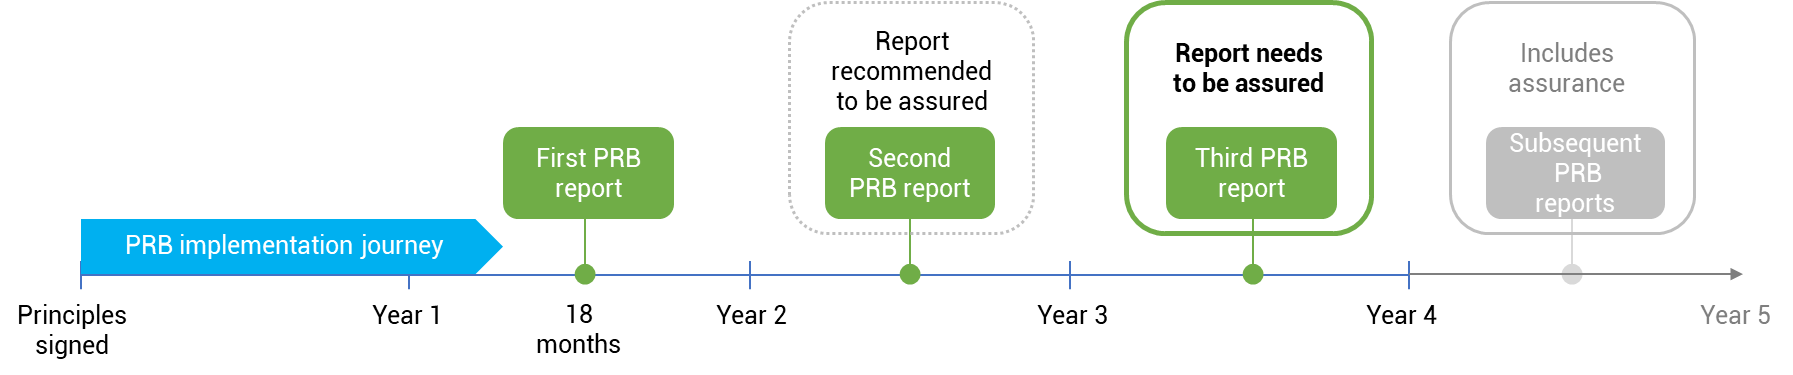 Report
recommended
to be assured
Report needs
to be assured
Includes
assurance
First PRB
report
Second
PRB report
Third PRB
report
Subsequent
PRB
reports
PRB implementation journey
Principles
signed
Year 1
18
months
Year 2
Year 3
Year 4
Year 5